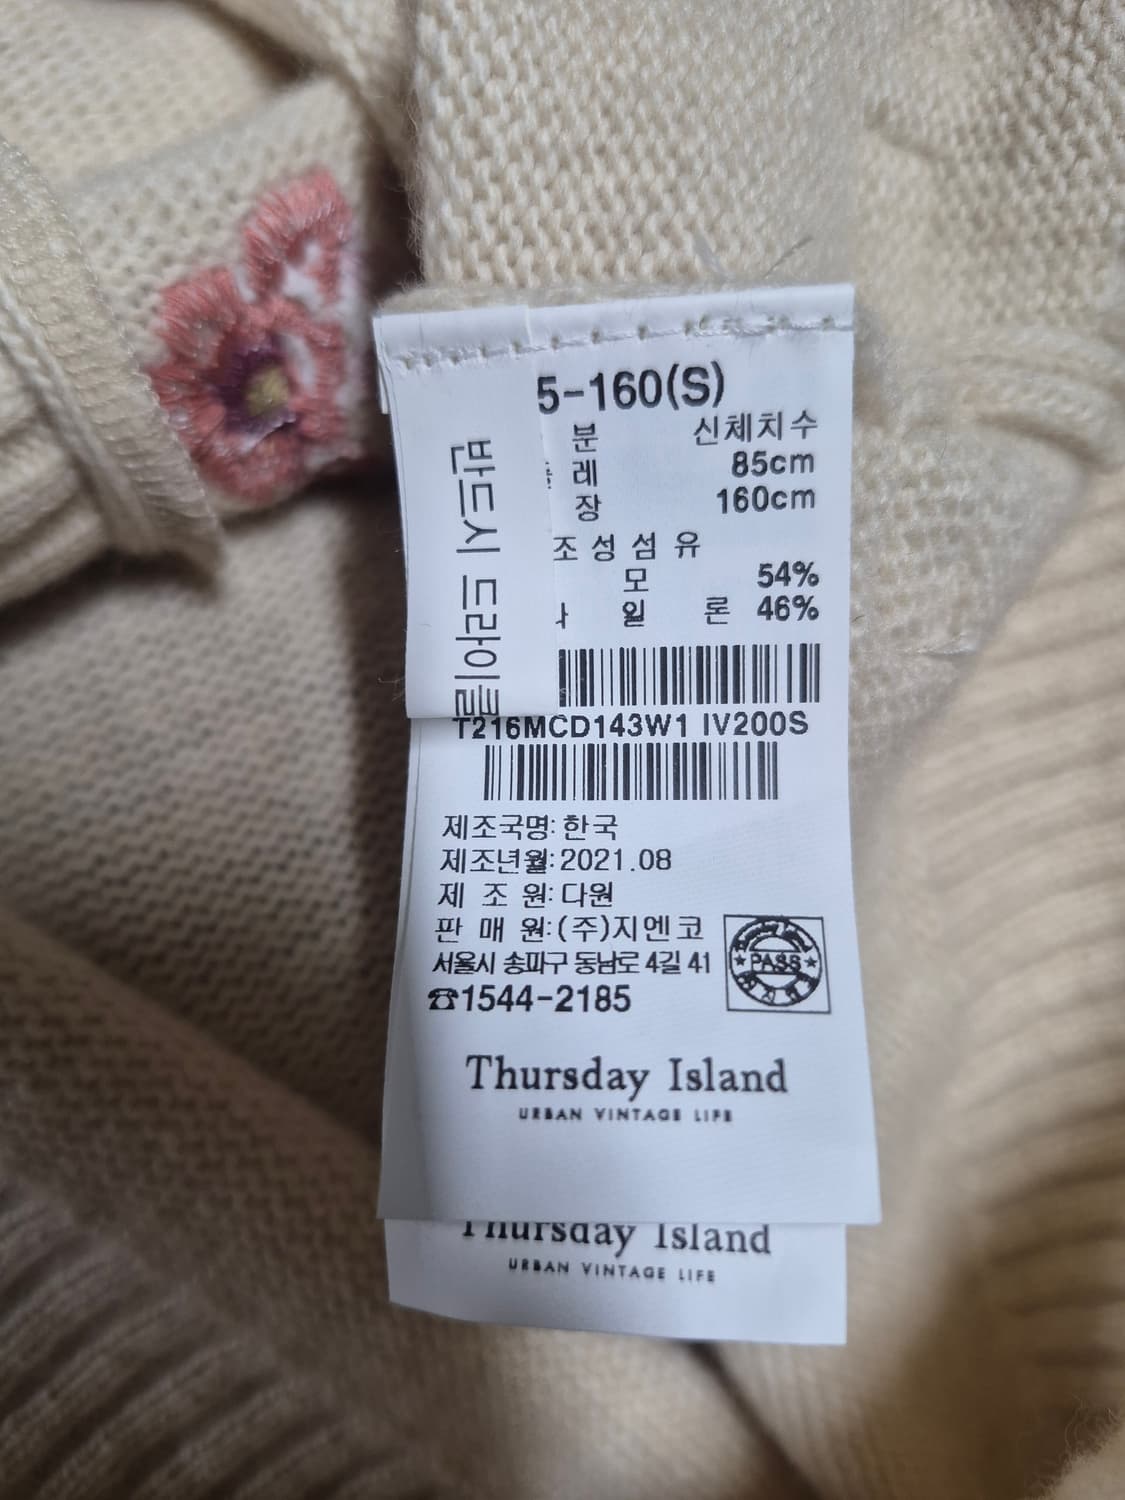 5-160(S)
분 신체치수
레 85cm
장 160cm
조성섬유
모 54%
일 론 46%
반드시 드라이클
T216MCD143W1 IV200S
제조국명: 한국
제조년월: 2021.08
제 조 원: 다원
판 매 원: (주)지엔코
서울시 송파구 동남로 4길 41
☎1544-2185
PASS
Thursday Island
URBAN VINTAGE LIFE
Thursday Island
URBAN VINTAGE LIFE